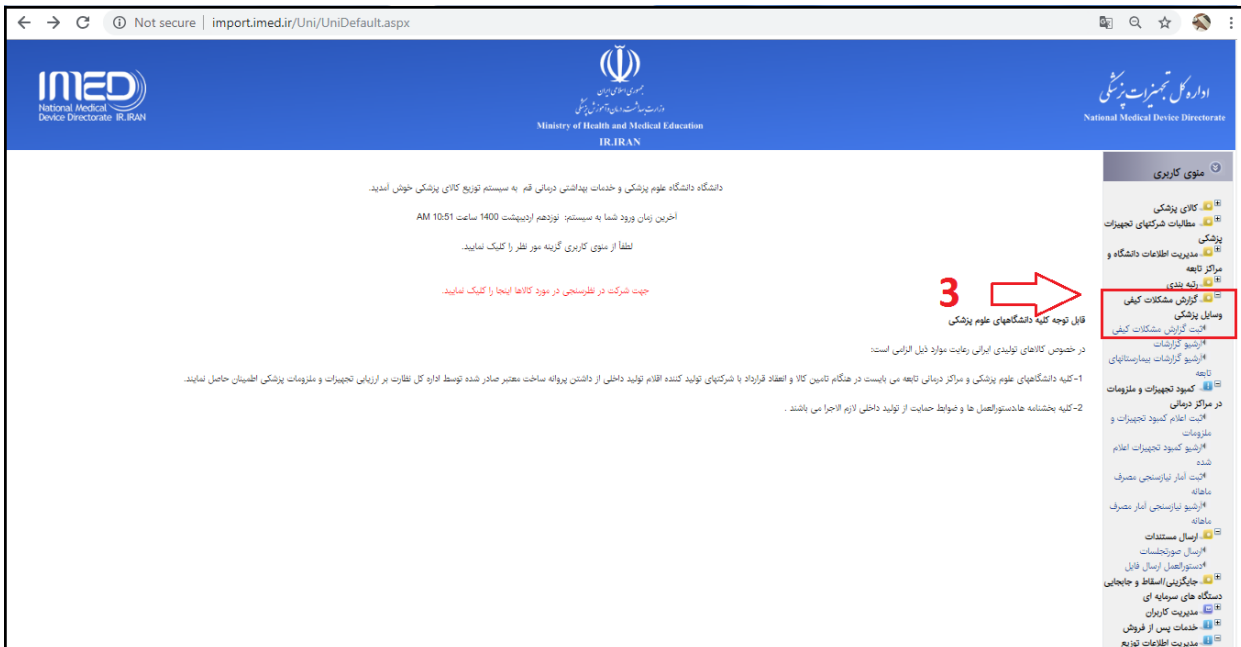 Not secure | import.imed.ir/Uni/UniDefault.aspx
IMED
National Medical
Device Directorate IR.IRAN
جمهوری اسلامی ایران
وزارت بهداشت، درمان و آموزش پزشکی
Ministry of Health and Medical Education
IR.IRAN
اداره کل تجهیزات پزشکی
National Medical Device Directorate
منوی کاربری
کالای پزشکی
مطالبات شرکتهای تجهیزات
پزشکی
مدیریت اطلاعات دانشگاه و
مراکز تابعه
رتبه بندی
گزارش مشکلات کیفی
وسایل پزشکی
ثبت گزارش مشکلات کیفی
آرشیو گزارشات
آرشیو گزارشات بیمارستانهای
تابعه
کمبود تجهیزات و ملزومات
در مراکز درمانی
ثبت اعلام کمبود تجهیزات و
ملزومات
آرشیو کمبود تجهیزات اعلام
شده
ثبت آمار نیازسنجی مصرف
ماهانه
آرشیو نیازسنجی آمار مصرف
ماهانه
ارسال مستندات
ارسال صورتجلسات
دستورالعمل ارسال فایل
جایگزینی/اسقاط و جابجایی
دستگاه های سرمایه ای
مدیریت کاربران
خدمات پس از فروش
مدیریت اطلاعات توزیع
دانشگاه دانشگاه علوم پزشکی و خدمات بهداشتی درمانی قم به سیستم توزیع کالای پزشکی خوش آمدید.
آخرین زمان ورود شما به سیستم: نوزدهم اردیبهشت 1400 ساعت 10:51 AM
لطفاً از منوی کاربری گزینه مور نظر را کلیک نمایید.
جهت شرکت در نظرسنجی در مورد کالاها اینجا را کلیک نمایید.
3
قابل توجه کلیه دانشگاههای علوم پزشکی
در خصوص کالاهای تولیدی ایرانی رعایت موارد ذیل الزامی است:
1-کلیه دانشگاههای علوم پزشکی و مراکز درمانی تابعه می بایست در هنگام تامین کالا و انعقاد قرارداد با شرکتهای تولید کننده اقلام تولید داخلی از داشتن پروانه ساخت معتبر صادر شده توسط اداره کل نظارت بر ارزیابی تجهیزات و ملزومات پزشکی اطمینان حاصل نمایند.
2-کلیه بخشنامه ها،دستورالعمل ها و ضوابط حمایت از تولید داخلی لازم الاجرا می باشند .